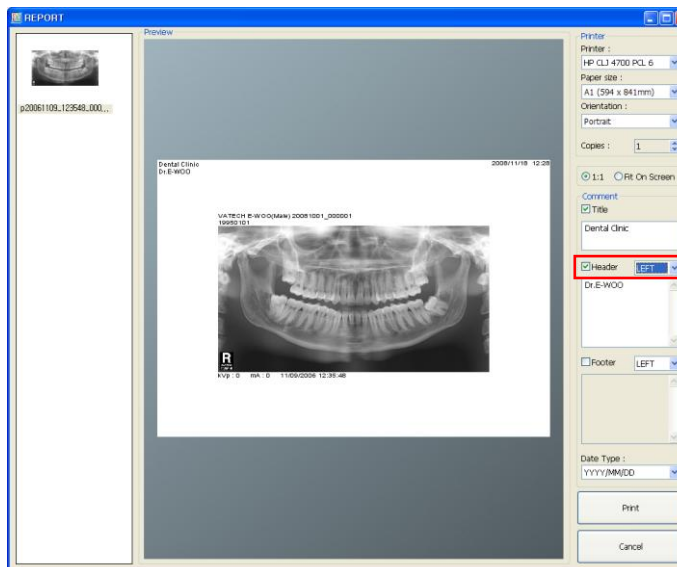 REPORT
p20061109_123548_000...
Preview
Dental Clinic
Dr.E-WOO
2008/11/18 12:28
VATECH E-WOO(Male) 20081001_000001
19950101
R
kVp : 0 mA : 0 11/09/2006 12:35:48
Printer
Printer :
HP CLJ 4700 PCL 6
Paper size :
A1 (594 x 841mm)
Orientation :
Portrait
Copies :
1
1:1
Fit On Screen
Comment
Title
Dental Clinic
Header
LEFT
Dr.E-WOO
Footer
LEFT
Date Type :
YYYY/MM/DD
Print
Cancel